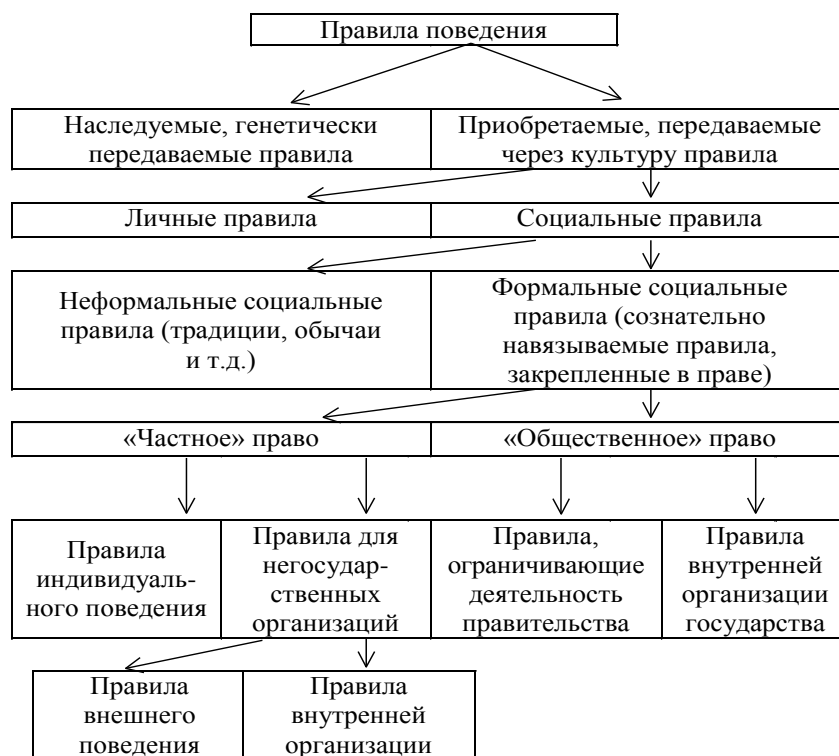 Правила поведения
Наследуемые, генетически
передаваемые правила
Приобретаемые, передаваемые
через культуру правила
Личные правила
Социальные правила
Неформальные социальные
правила (традиции, обычаи
и т.д.)
Формальные социальные
правила (сознательно
навязываемые правила,
закрепленные в праве)
«Частное» право
«Общественное» право
Правила
индивидуаль-
ного поведения
Правила для
негосудар-
ственных
организаций
Правила,
ограничивающие
деятельность
правительства
Правила
внутренней
организации
государства
Правила
внешнего
поведения
Правила
внутренней
организации